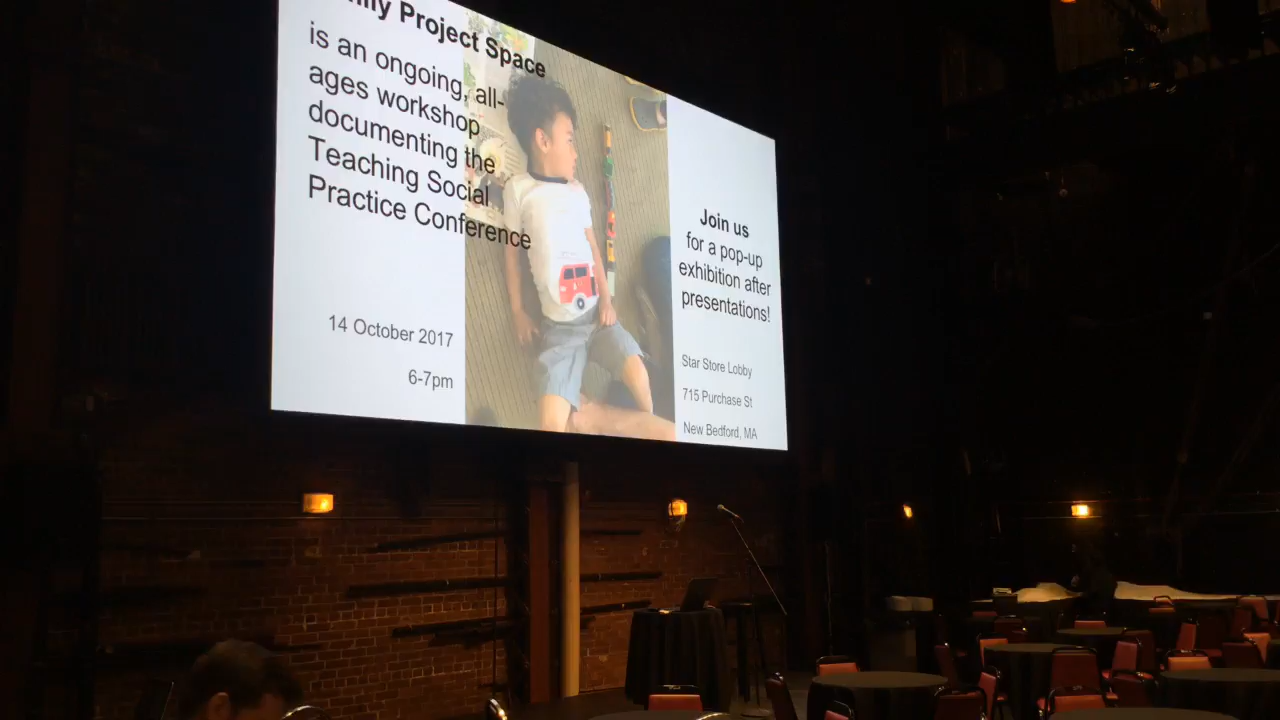 Project Space
is an ongoing, all-
ages workshop
documenting the
Teaching Social
Practice Conference
14 October 2017
6-7pm
Join us
for a pop-up
exhibition after
presentations!
Star Store Lobby
715 Purchase St
New Bedford, MA